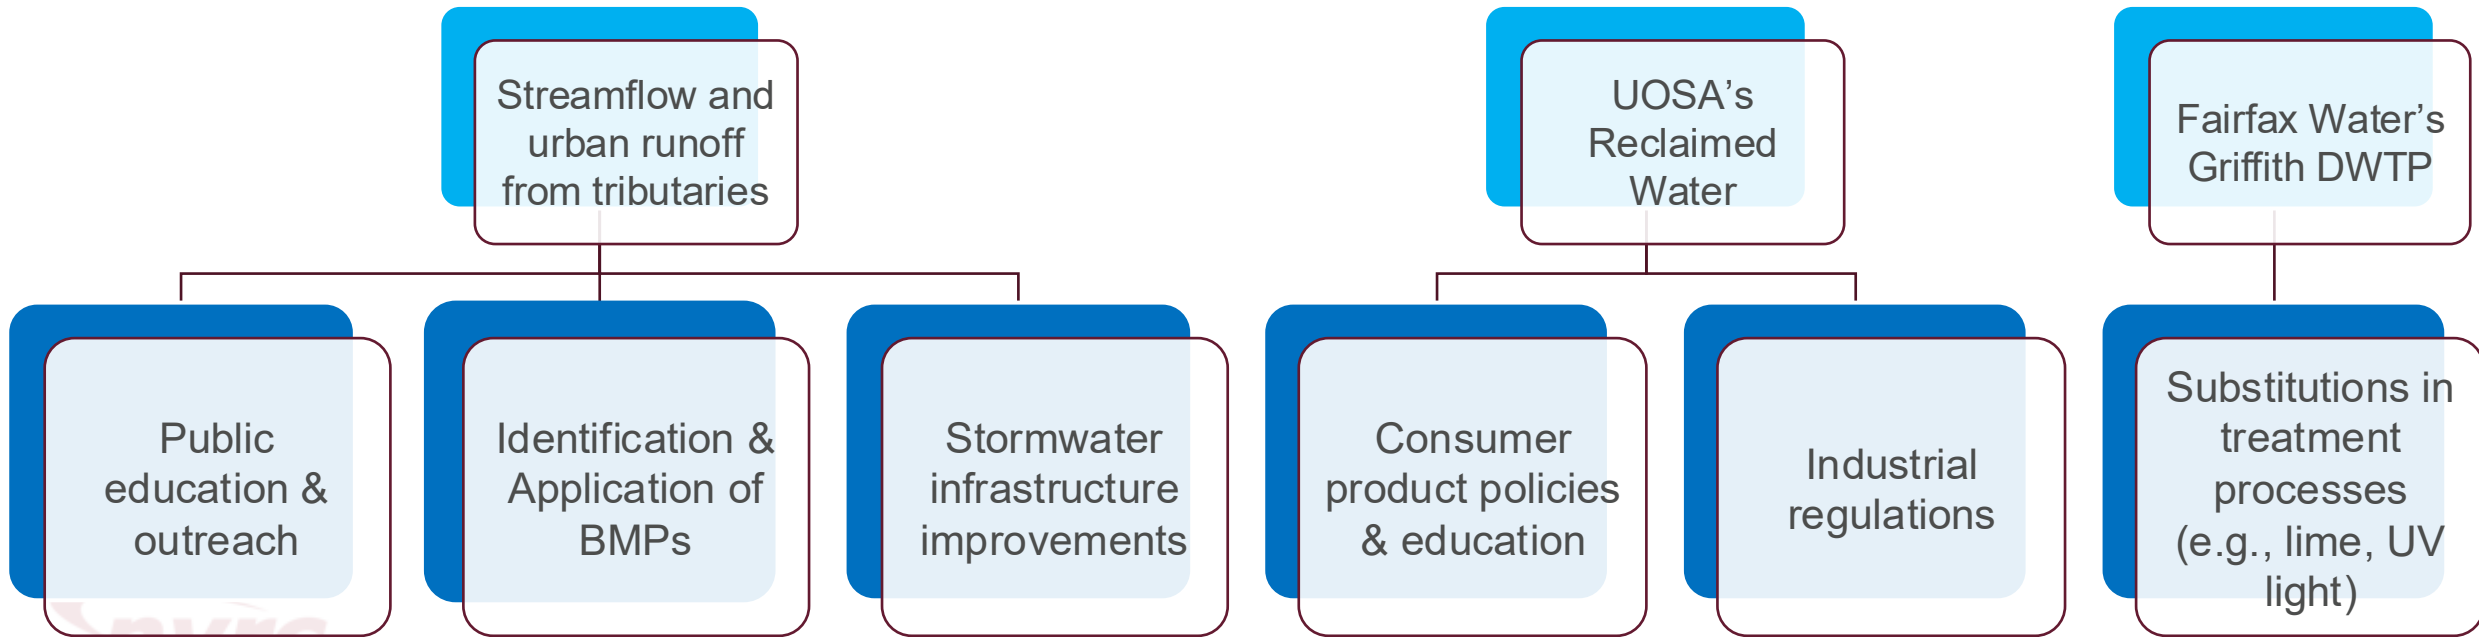 Streamflow and
urban runoff
from tributaries
UOSA’s
Reclaimed
Water
Fairfax Water’s
Griffith DWTP
Public
education &
outreach
Identification &
Application of
BMPs
Stormwater
infrastructure
improvements
Consumer
product policies
& education
Industrial
regulations
Substitutions in
treatment
processes
(e.g., lime, UV
light)